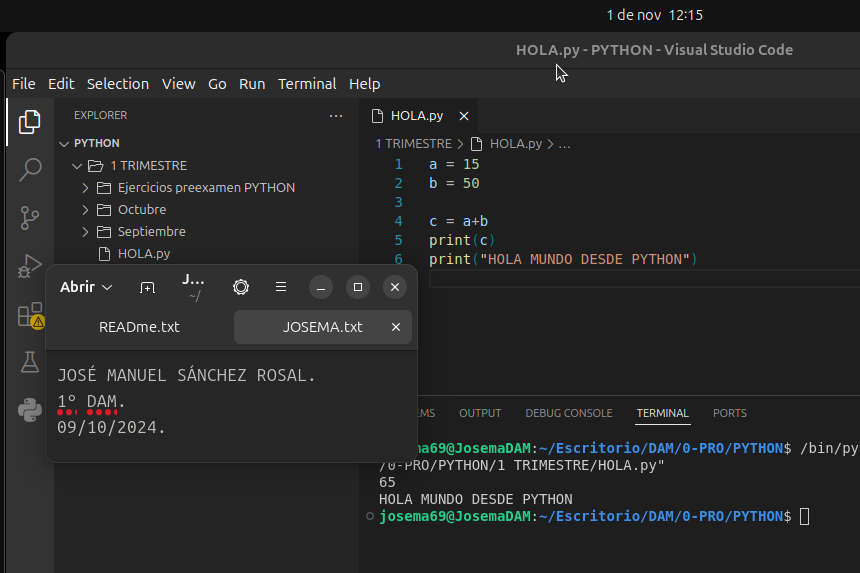 1 de nov 12:15
HOLA.py - PYTHON - Visual Studio Code
File Edit Selection View Go Run Terminal Help
EXPLORER
PYTHON
1 TRIMESTRE
Ejercicios preexamen PYTHON
Octubre
Septiembre
HOLA.py
HOLA.py
1 TRIMESTRE > HOLA.py > ...
1 a = 15
2 b = 50
3
4 c = a+b
5 print(c)
6 print("HOLA MUNDO DESDE PYTHON")
Abrir J... 
~/
READme.txt JOSEMA.txt
JOSÉ MANUEL SÁNCHEZ ROSAL.
1º DAM.
09/10/2024.
EMS OUTPUT DEBUG CONSOLE TERMINAL PORTS
ema69@JosemaDAM:~/Escritorio/DAM/0-PRO/PYTHON$ /bin/py
/0-PRO/PYTHON/1 TRIMESTRE/HOLA.py"
65
HOLA MUNDO DESDE PYTHON
josema69@JosemaDAM:~/Escritorio/DAM/0-PRO/PYTHON$